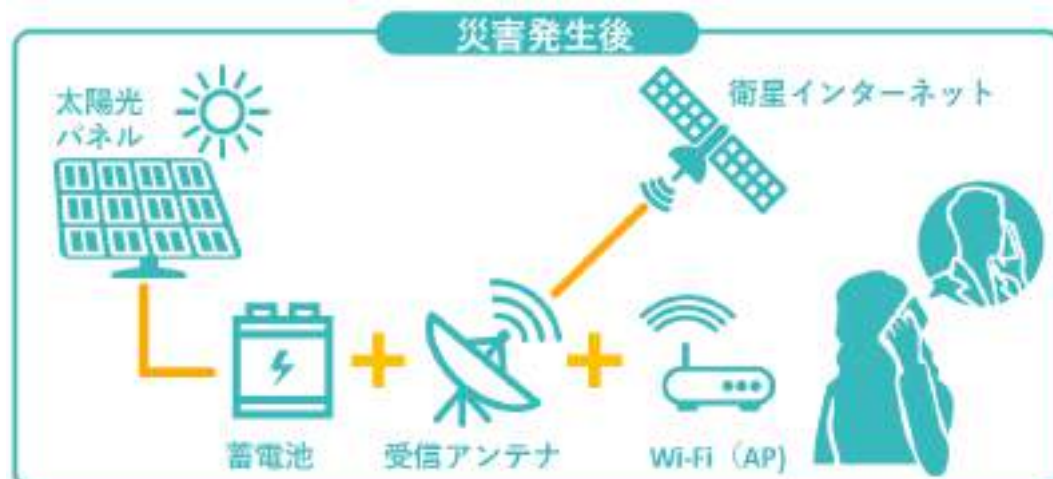 災害発生後
太陽光
パネル
衛星インターネット
蓄電池
受信アンテナ
Wi-Fi（AP)